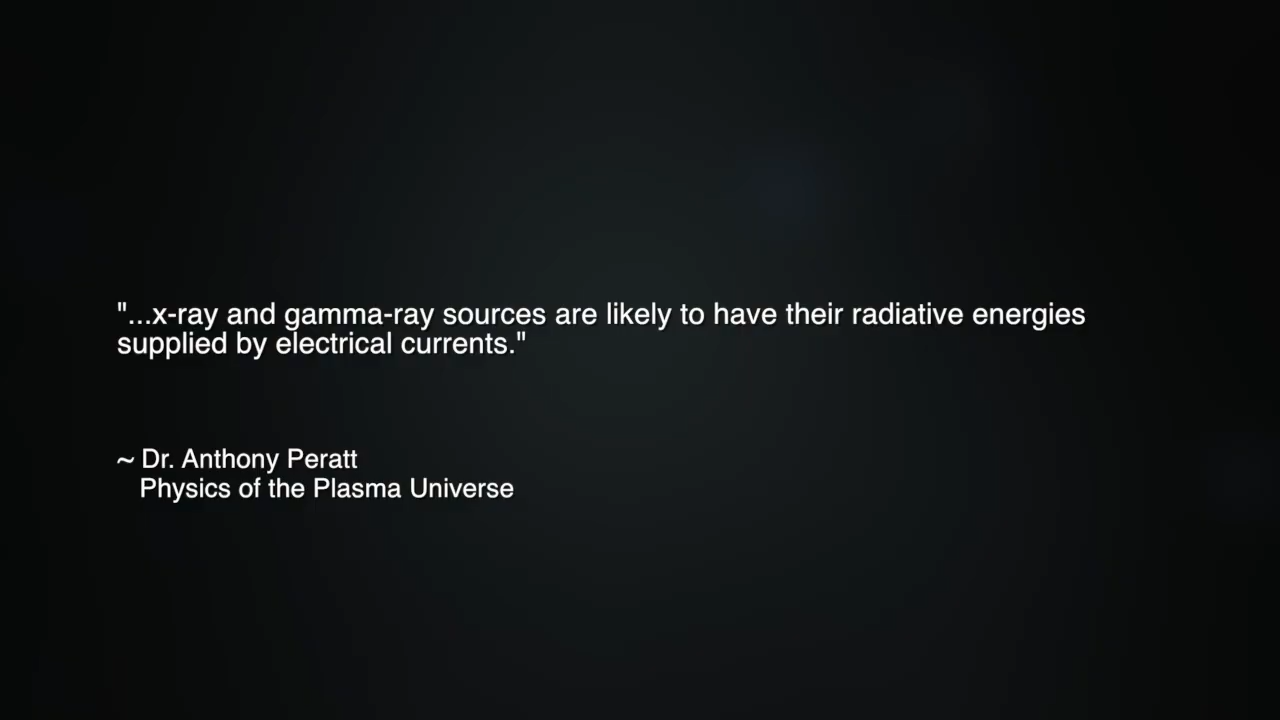 "...x-ray and gamma-ray sources are likely to have their radiative energies
supplied by electrical currents."
~ Dr. Anthony Peratt
Physics of the Plasma Universe